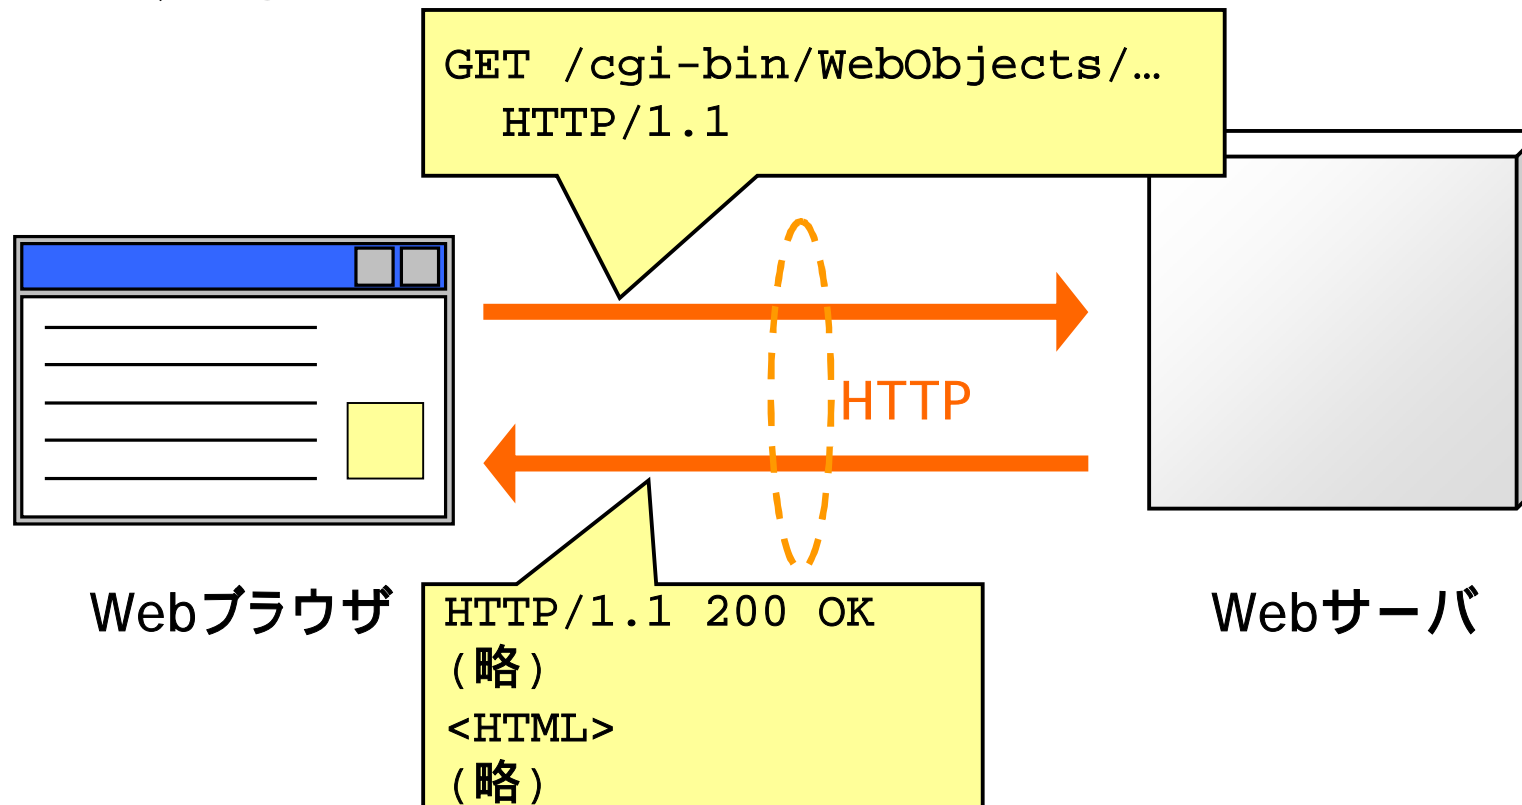 GET /cgi-bin/WebObjects/…
HTTP/1.1
HTTP
Webブラウザ
Webサーバ
HTTP/1.1 200 OK
(略)
<HTML>
(略)